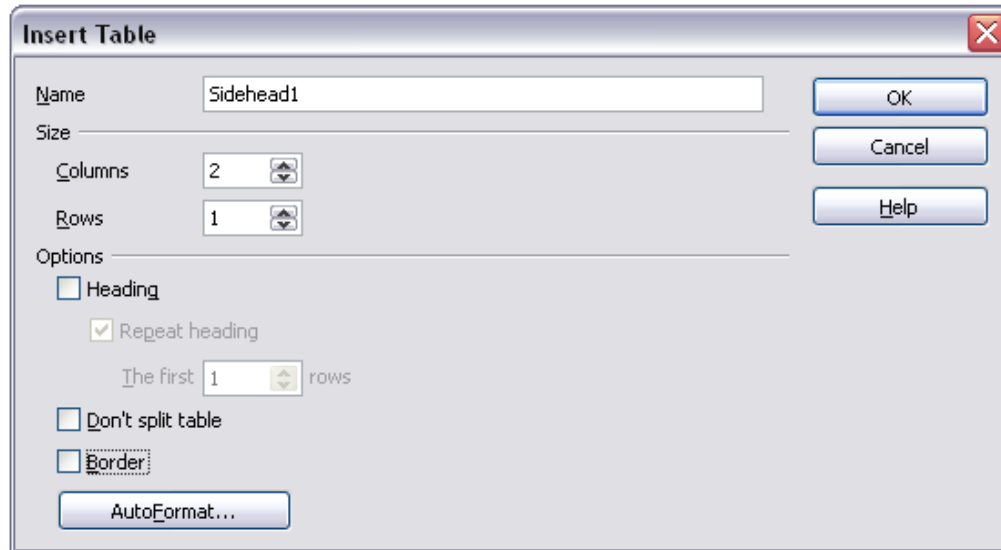 Insert Table
Name Sidehead1 OK
Size
Cancel
Columns 2
Rows 1 Help
Options
Heading
Repeat heading
The first 1 rows
Don't split table
Border
AutoFormat...